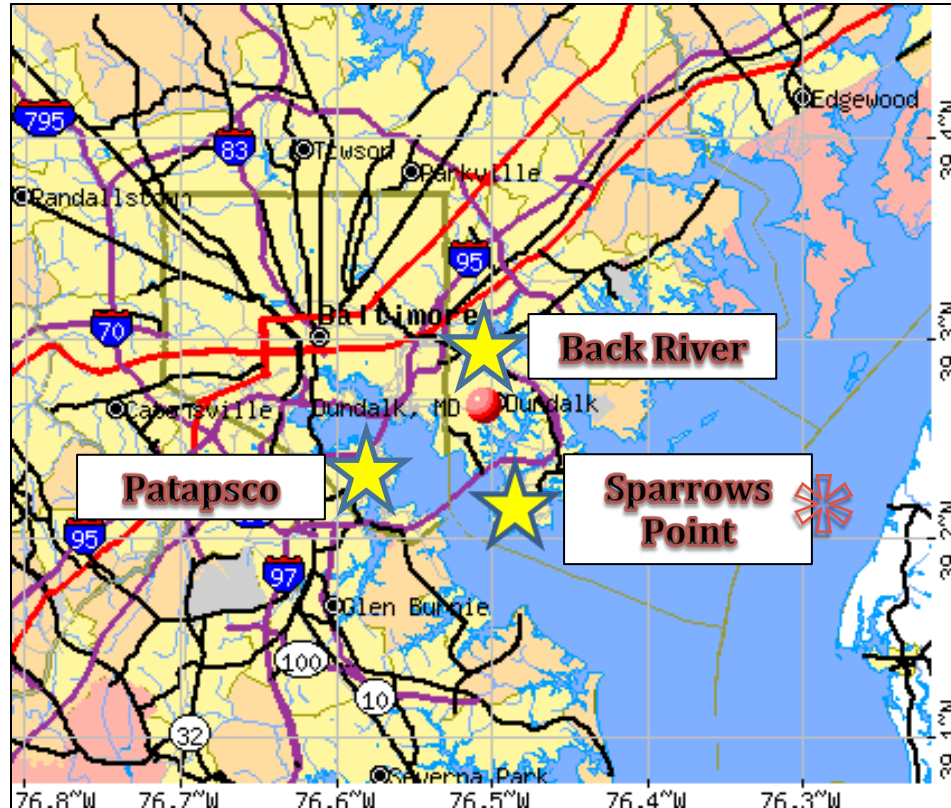 Edgewood
795
39.4°N
83
Towson
Parkville
Randallstown
95
70
Baltimore
39.3°N
Back River
Dundalk, MD
Dundalk
Catonsville
Patapsco
Sparrows
Point
95
39.2°N
97
Glen Burnie
100
10
32
39.1°N
Severna Park
76.8°W
76.7°W
76.6°W
76.5°W
76.4°W
76.3°W